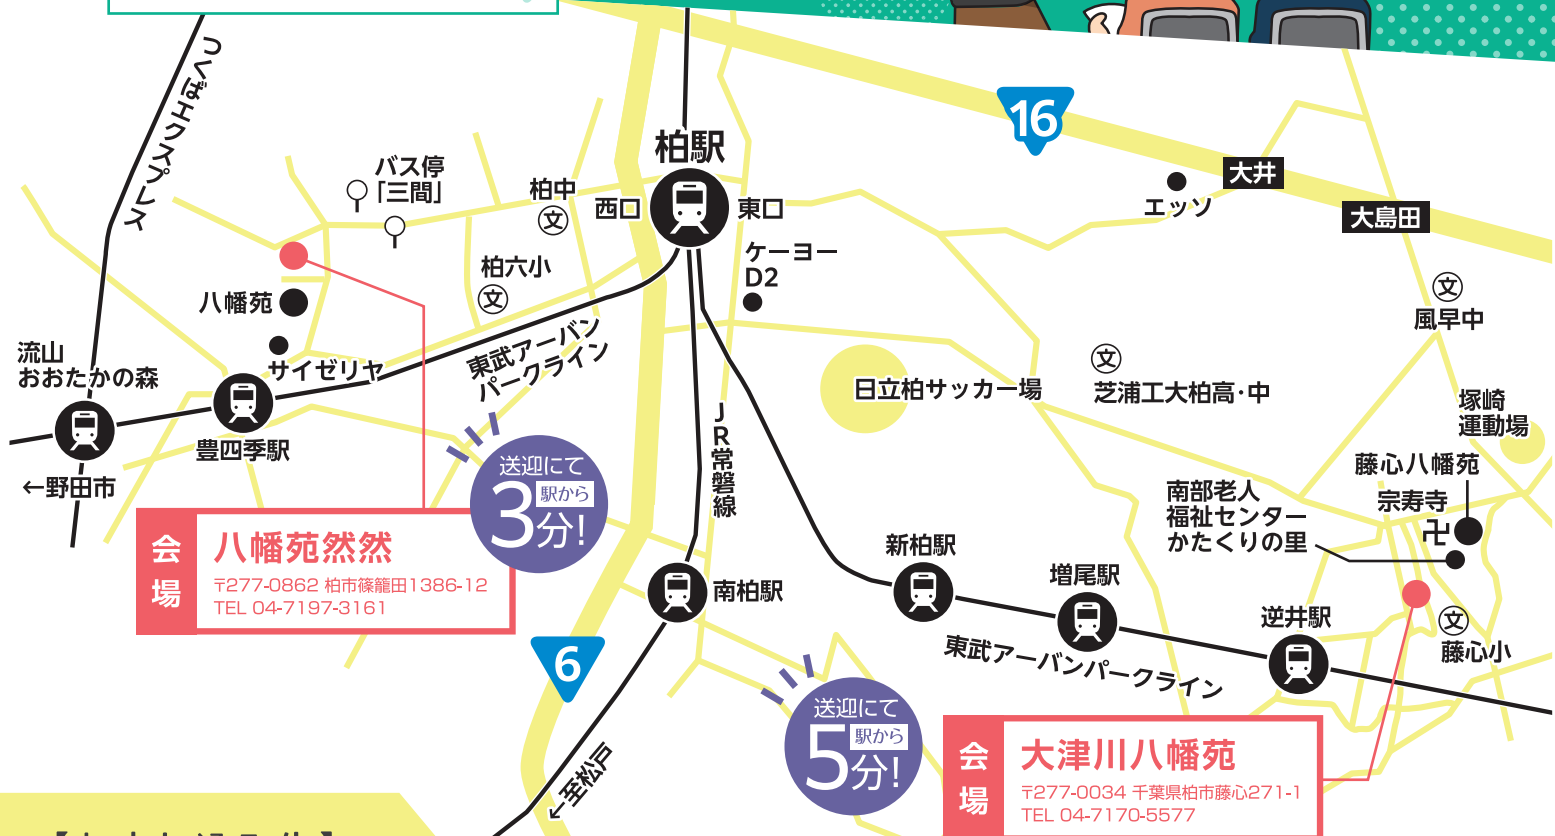 つくばエクスプレス
16
柏駅
西口
東口
バス停
「三間」
柏中
文
大井
エッソ
大島田
ケーヨー
D2
柏六小
文
八幡苑
サイゼリヤ
東武アーバン
パークライン
文
風早中
流山
おおたかの森
日立柏サッカー場
文
芝浦工大柏高・中
塚崎
運動場
豊四季駅
←野田市
JR常磐線
送迎にて
3 駅から
分!
藤心八幡苑
南部老人
福祉センター
かたくりの里
宗寿寺
卍
会場
八幡苑然然
〒277-0862 柏市篠籠田1386-12
TEL 04-7197-3161
南柏駅
新柏駅
増尾駅
逆井駅
東武アーバンパークライン
文
藤心小
6
送迎にて
5 駅から
分!
←至松戸
会場
大津川八幡苑
〒277-0034 千葉県柏市藤心271-1
TEL 04-7170-5577